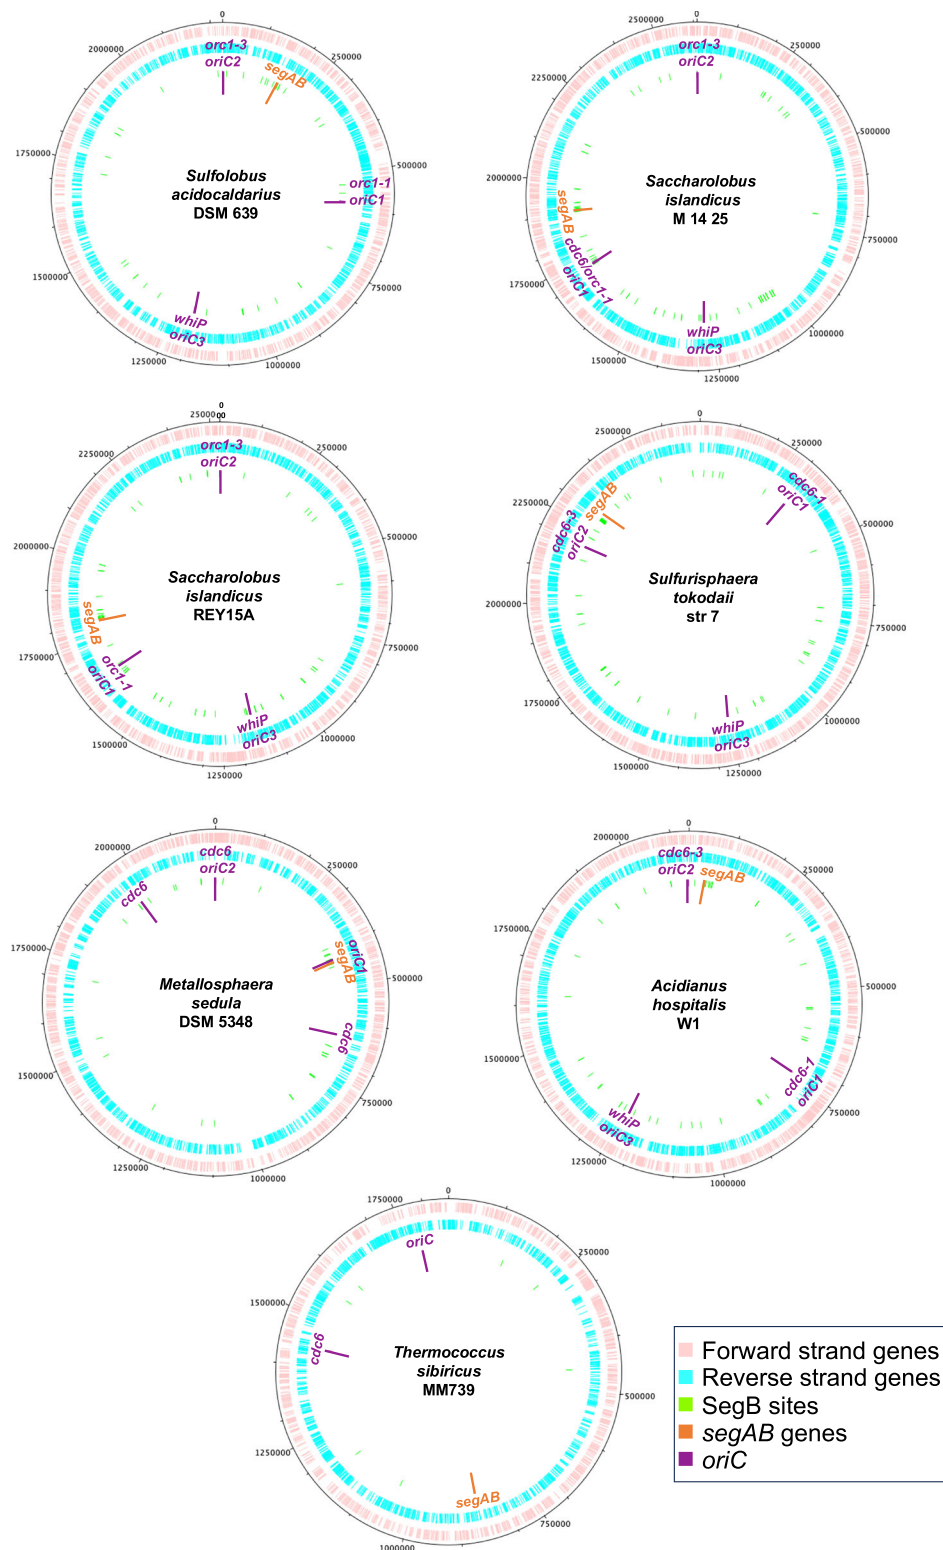 0
250000
500000
750000
1000000
1250000
1500000
1750000
2000000
orc1-3
oriC2
segAB
orc1-1
oriC1
whiP
oriC3
Sulfolobus
acidocaldarius
DSM 639
0
250000
500000
750000
1000000
1250000
1500000
1750000
2000000
2250000
2500000
orc1-3
oriC2
segAB
cdc6/orc1-1
oriC1
whiP
oriC3
Saccharolobus
islandicus
M 14 25
0
25000
00
250000
500000
750000
1000000
1250000
1500000
1750000
2000000
2250000
orc1-3
oriC2
segAB
orc1-1
oriC1
whiP
oriC3
Saccharolobus
islandicus
REY15A
0
250000
500000
750000
1000000
1250000
1500000
1750000
2000000
2250000
2500000
cdc6-1
oriC1
segAB
cdc6-3
oriC2
whiP
oriC3
Sulfurisphaera
tokodaii
str 7
0
250000
500000
750000
1000000
1250000
1500000
1750000
2000000
cdc6
oriC2
cdc6
oriC1
segAB
cdc6
Metallosphaera
sedula
DSM 5348
0
250000
500000
750000
1000000
1250000
1500000
1750000
2000000
cdc6-3
oriC2
segAB
cdc6-1
oriC1
whiP
oriC3
Acidianus
hospitalis
W1
0
250000
500000
750000
1000000
1250000
1500000
1750000
oriC
cdc6
segAB
Thermococcus
sibiricus
MM739
Forward strand genes
Reverse strand genes
SegB sites
segAB genes
oriC